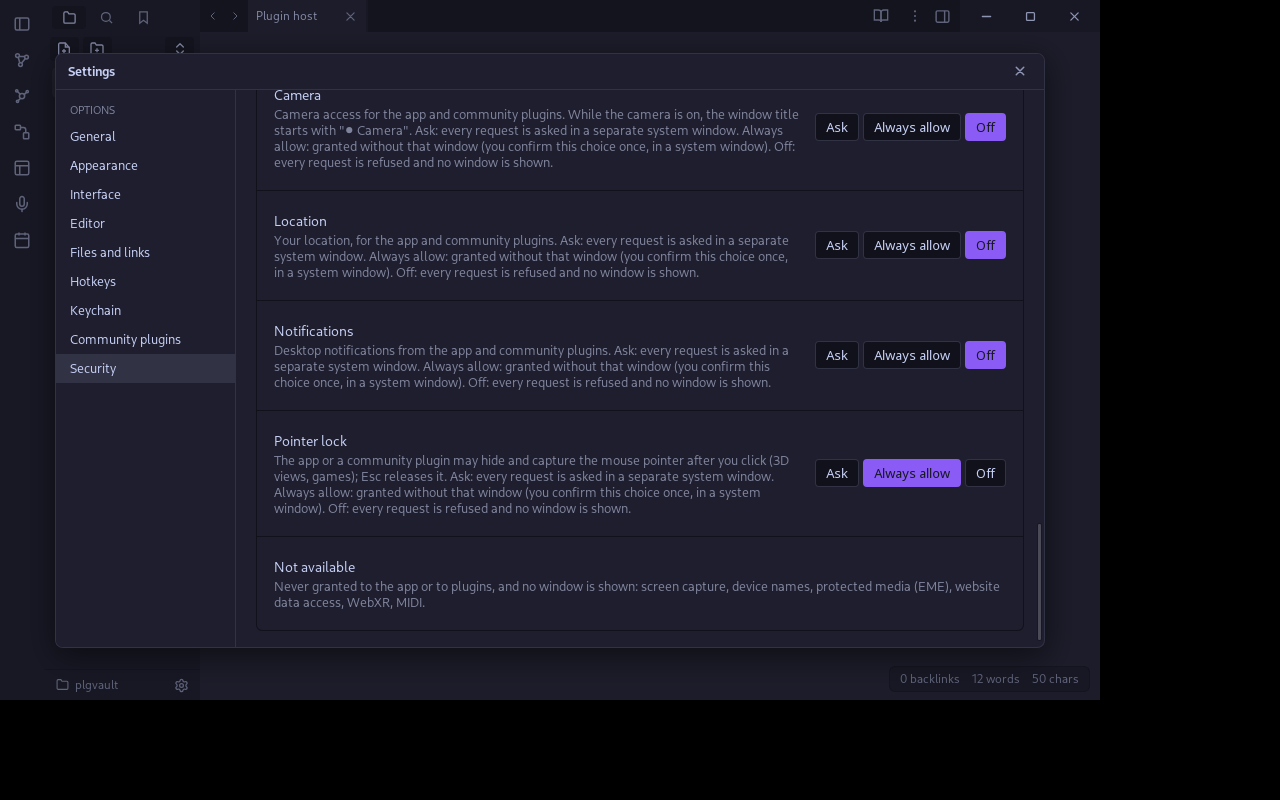 Plugin host
Settings
OPTIONS
General
Appearance
Interface
Editor
Files and links
Hotkeys
Keychain
Community plugins
Security
Camera
Camera access for the app and community plugins. While the camera is on, the window title
starts with "● Camera". Ask: every request is asked in a separate system window. Always
allow: granted without that window (you confirm this choice once, in a system window). Off:
every request is refused and no window is shown.
Ask Always allow Off
Location
Your location, for the app and community plugins. Ask: every request is asked in a separate
system window. Always allow: granted without that window (you confirm this choice once,
in a system window). Off: every request is refused and no window is shown.
Ask Always allow Off
Notifications
Desktop notifications from the app and community plugins. Ask: every request is asked in a
separate system window. Always allow: granted without that window (you confirm this
choice once, in a system window). Off: every request is refused and no window is shown.
Ask Always allow Off
Pointer lock
The app or a community plugin may hide and capture the mouse pointer after you click (3D
views, games); Esc releases it. Ask: every request is asked in a separate system window.
Always allow: granted without that window (you confirm this choice once, in a system
window). Off: every request is refused and no window is shown.
Ask Always allow Off
Not available
Never granted to the app or to plugins, and no window is shown: screen capture, device names, protected media (EME), website
data access, WebXR, MIDI.
plgvault
0 backlinks 12 words 50 chars